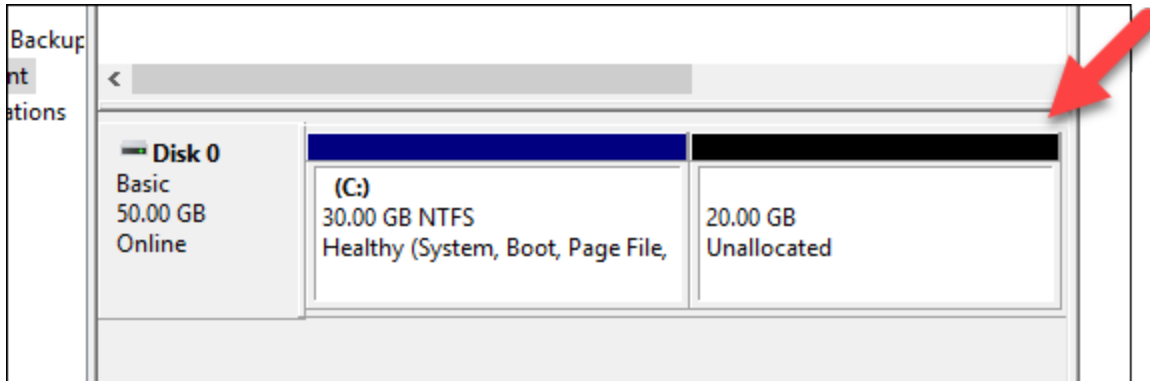 Backup
nt
ations
Disk 0
Basic
50.00 GB
Online
(C:)
30.00 GB NTFS
Healthy (System, Boot, Page File,
20.00 GB
Unallocated